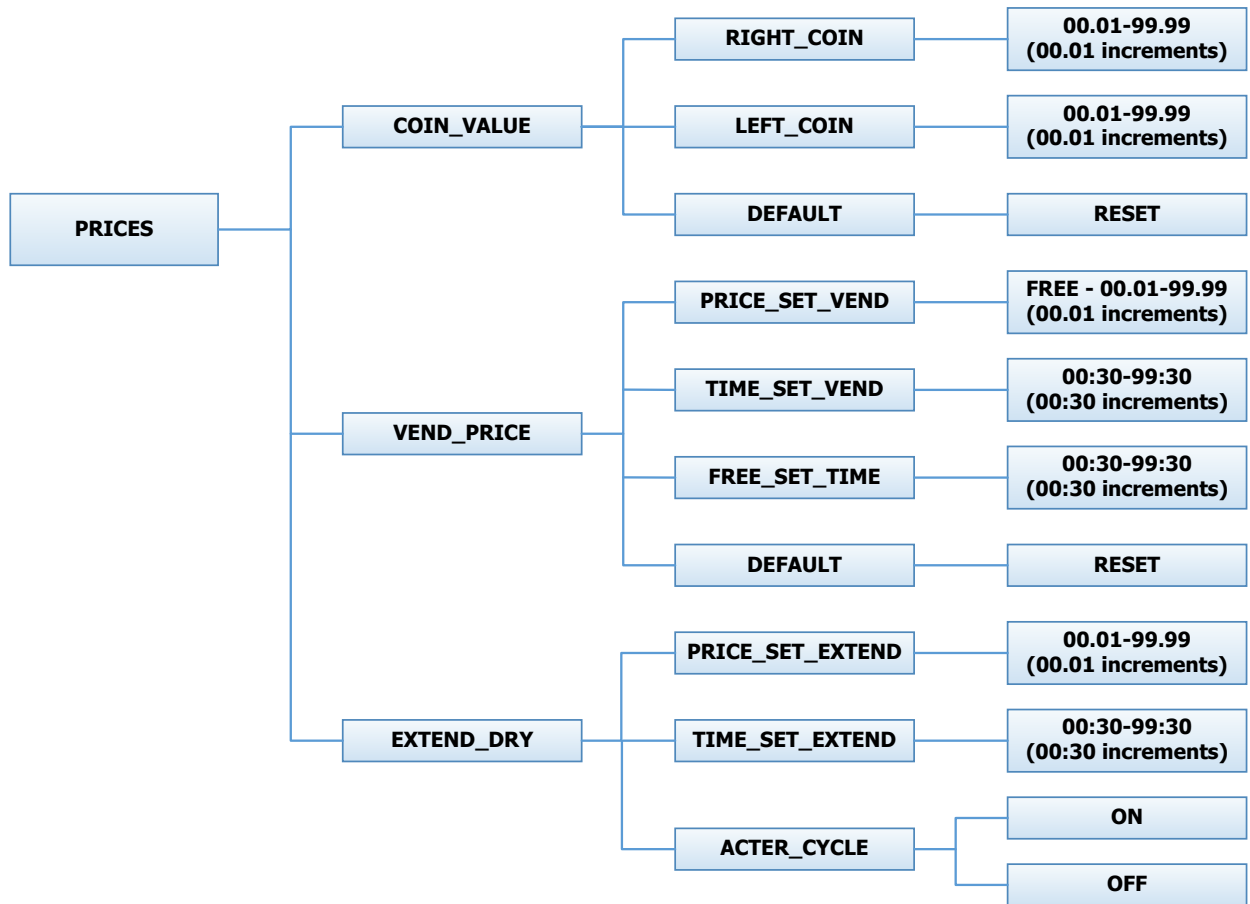 PRICES
COIN_VALUE
RIGHT_COIN
00.01-99.99
(00.01 increments)
LEFT_COIN
00.01-99.99
(00.01 increments)
DEFAULT
RESET
VEND_PRICE
PRICE_SET_VEND
FREE - 00.01-99.99
(00.01 increments)
TIME_SET_VEND
00:30-99:30
(00:30 increments)
FREE_SET_TIME
00:30-99:30
(00:30 increments)
DEFAULT
RESET
EXTEND_DRY
PRICE_SET_EXTEND
00.01-99.99
(00.01 increments)
TIME_SET_EXTEND
00:30-99:30
(00:30 increments)
ACTER_CYCLE
ON
OFF